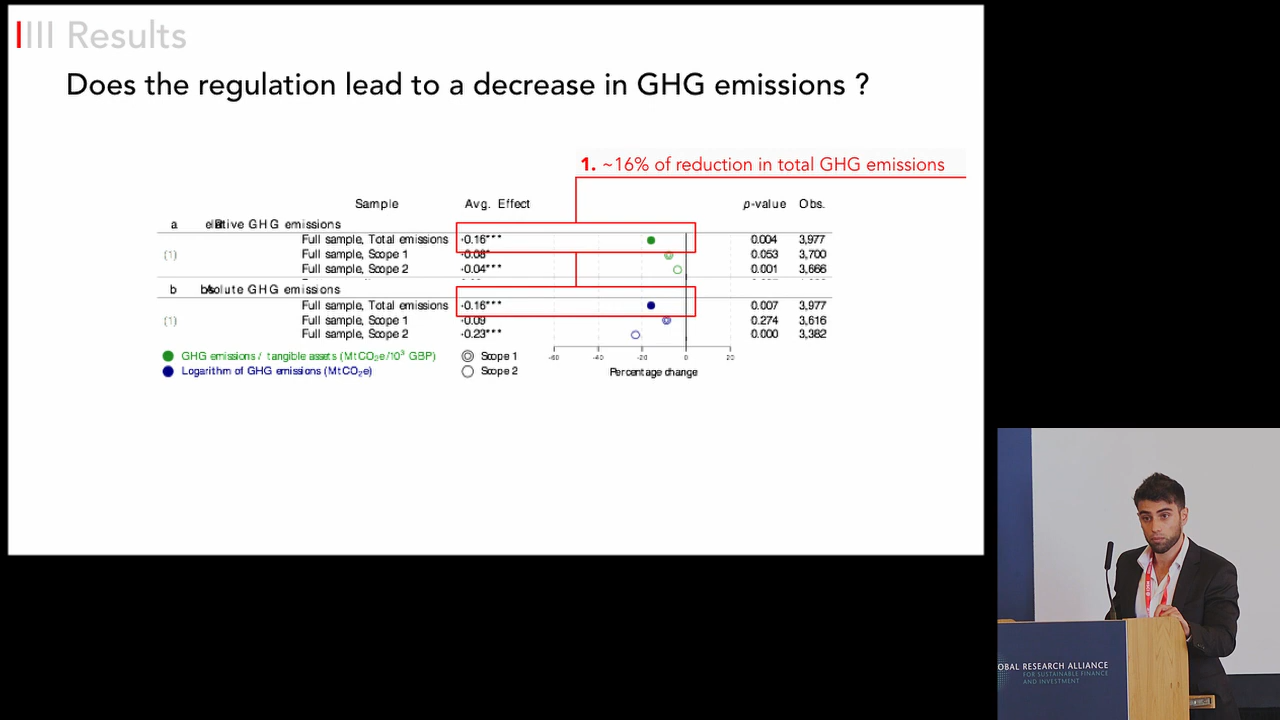 IIII Results
Does the regulation lead to a decrease in GHG emissions ?
1. ~16% of reduction in total GHG emissions
Sample Avg. Effect p-value Obs.
a GHG emissions
Full sample, Total emissions -0.16*** 0.004 3,977
(1) Full sample, Scope 1 -0.08* 0.053 3,700
Full sample, Scope 2 -0.04*** 0.001 3,666
b GHG emissions
Full sample, Total emissions -0.16*** 0.007 3,977
(1) Full sample, Scope 1 -0.09 0.274 3,616
Full sample, Scope 2 -0.23*** 0.000 3,382
GHG emissions / tangible assets (MtCO₂e/10³ GBP) Scope 1
Logarithm of GHG emissions (MtCO₂e) Scope 2
-60 -40 -20 0 20
Percentage change
OBAL RESEARCH ALLIANCE
FOR SUSTAINABLE FINANCE
AND INVESTMENT